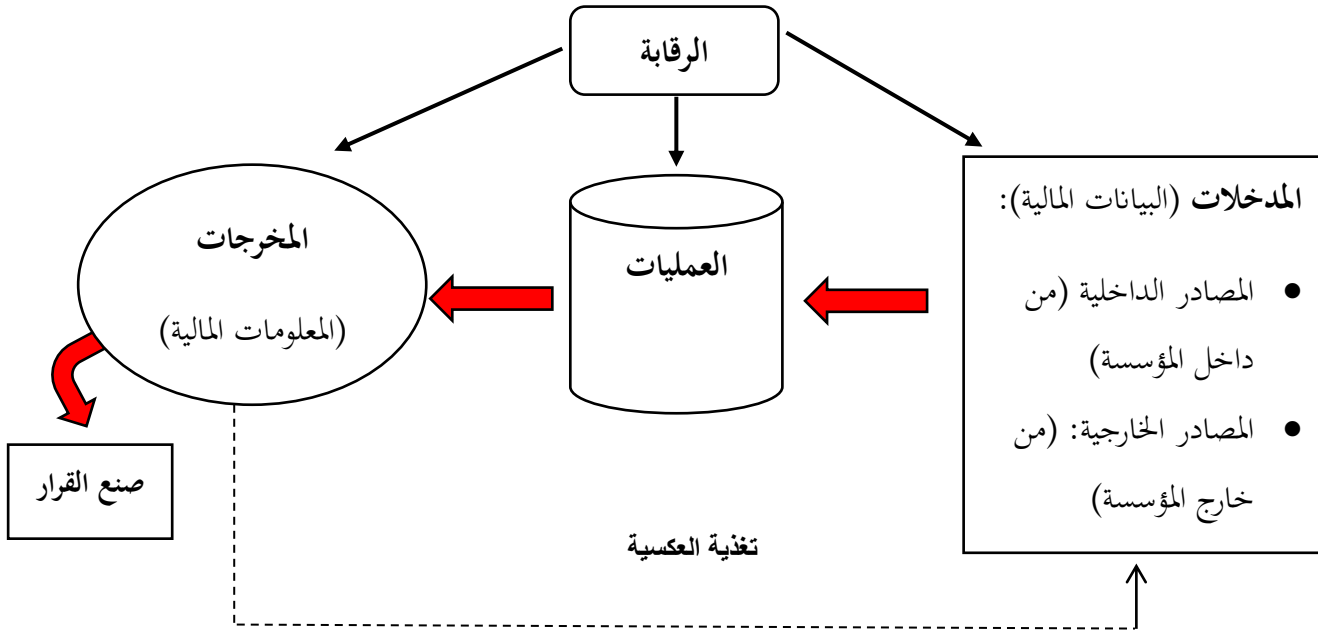 الرقابة
المدخلات (البيانات المالية):
● المصادر الداخلية (من
داخل المؤسسة)
● المصادر الخارجية: (من
خارج المؤسسة)
العمليات
المخرجات
(المعلومات المالية)
صنع القرار
تغذية العكسية